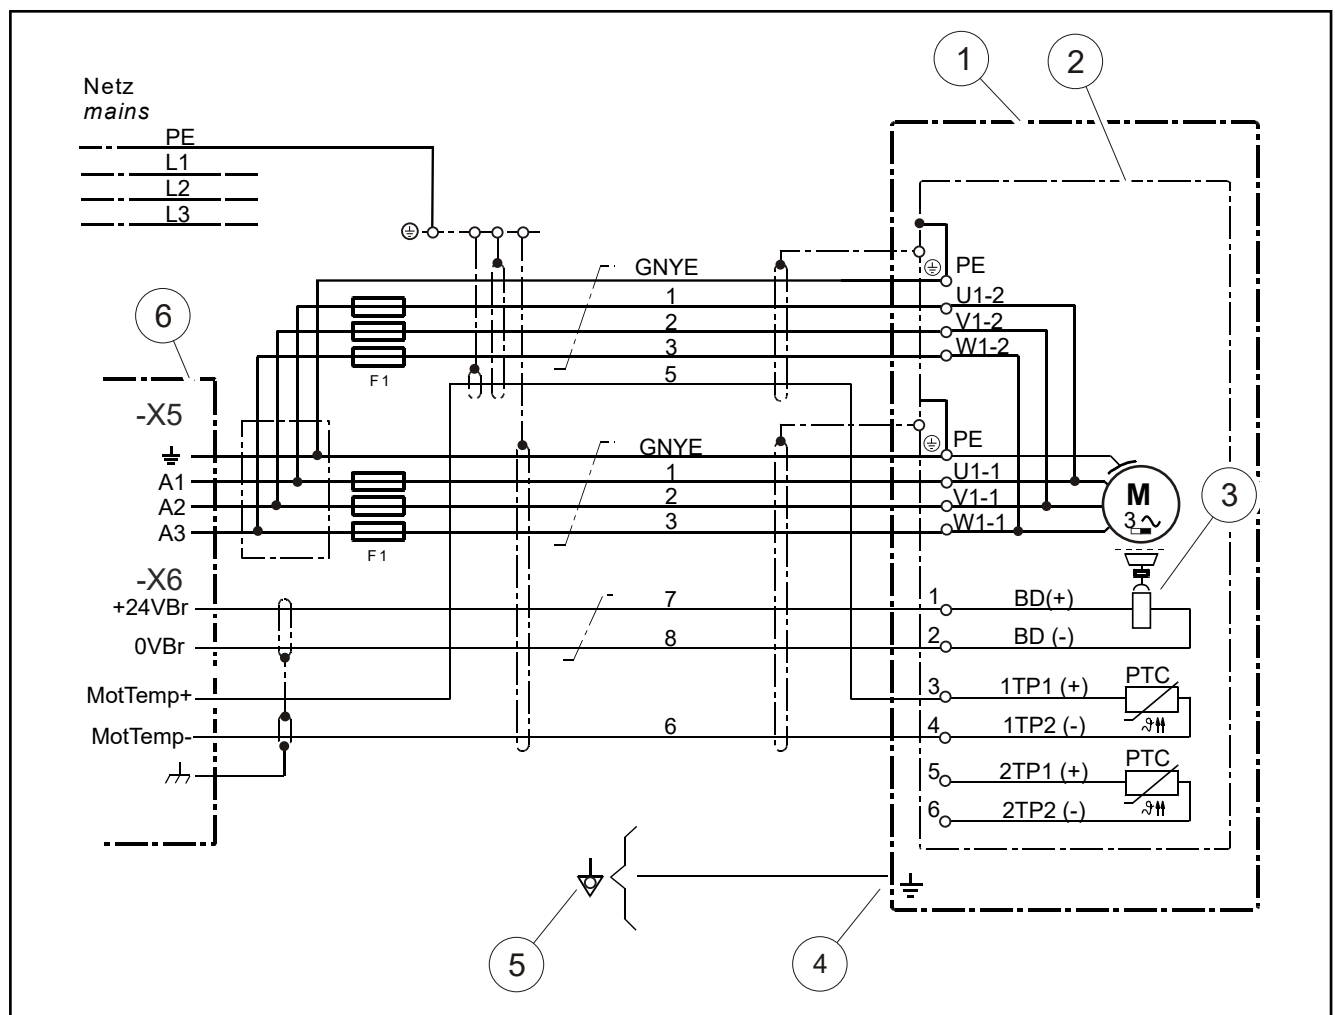 1
2
Netz
mains
PE
L1
L2
L3
GNYE
PE
1
U1-2
6
2
V1-2
3
W1-2
F1
5
-X5
GNYE
PE
A1
1
U1-1
M
3
A2
2
V1-1
3
A3
3
W1-1
F1
-X6
+24VBr
7
1
BD(+)
0VBr
8
2
BD (-)
PTC
MotTemp+
3
1TP1 (+)
ϑ
MotTemp-
6
4
1TP2 (-)
PTC
5
2TP1 (+)
ϑ
6
2TP2 (-)
5
4